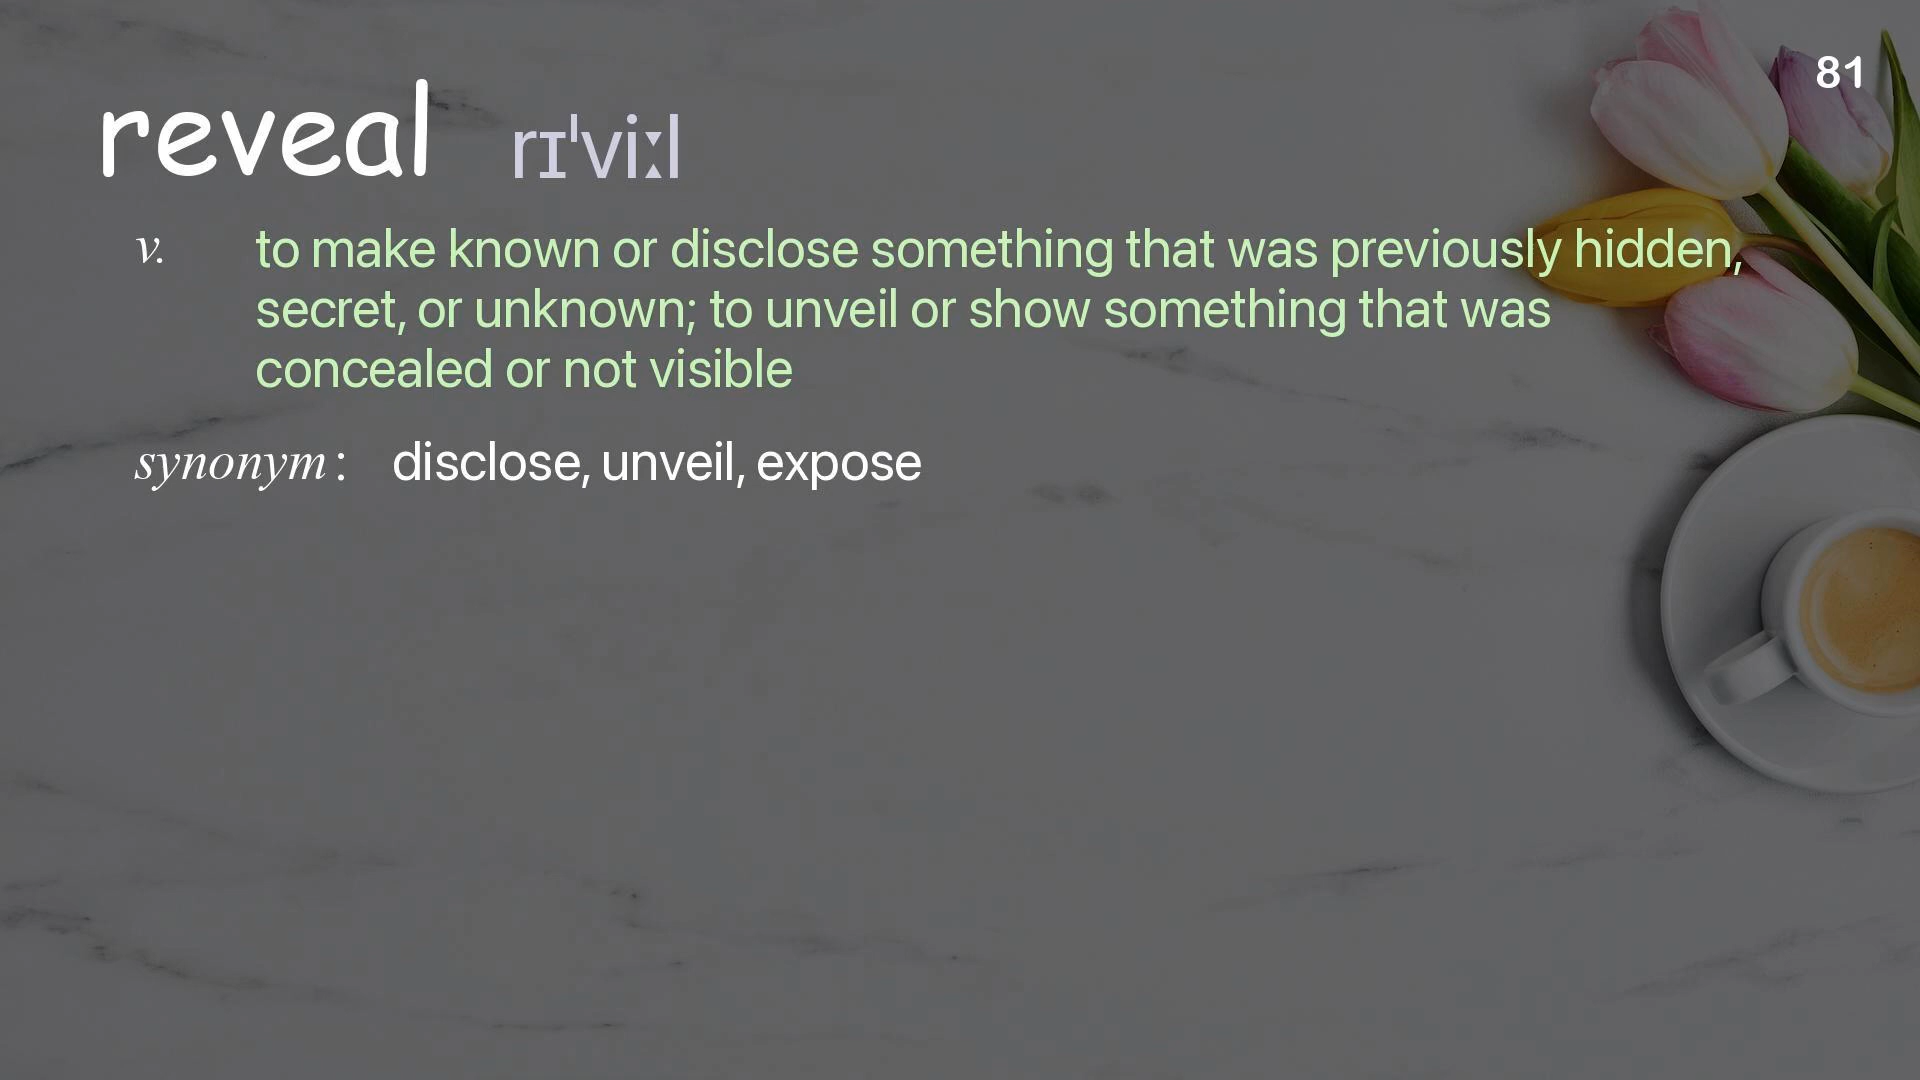 81
reveal rɪˈviːl
v. to make known or disclose something that was previously hidden,
secret, or unknown; to unveil or show something that was
concealed or not visible
synonym : disclose, unveil, expose